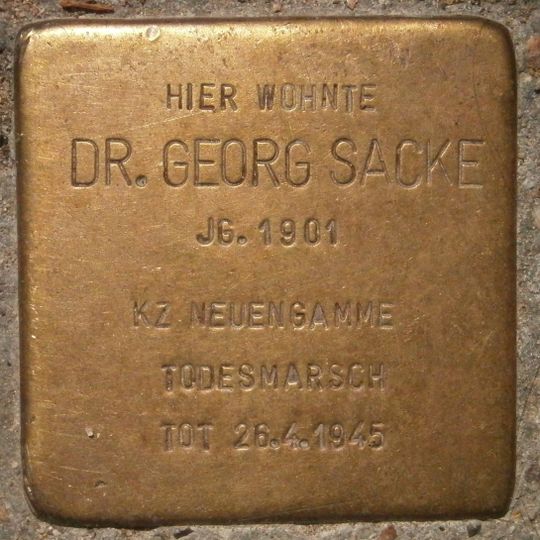 HIER WOHNTE
DR. GEORG SACKE
JG. 1901
KZ NEUENGAMME
TODESMARSCH
TOT 26.4.1945